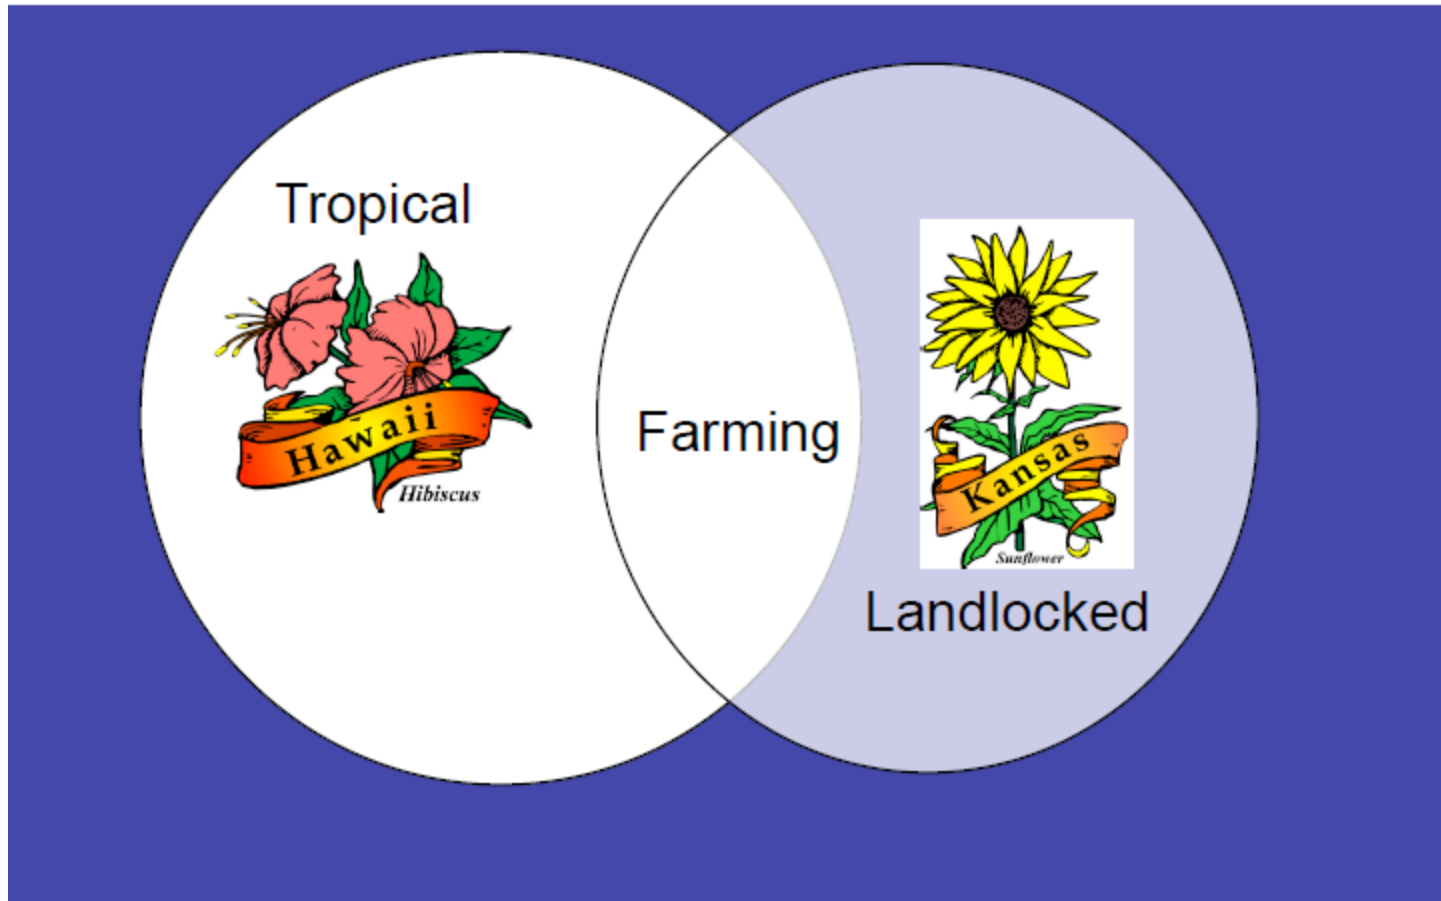 Tropical
Hawaii
Hibiscus
Farming
Kansas
Sunflower
Landlocked